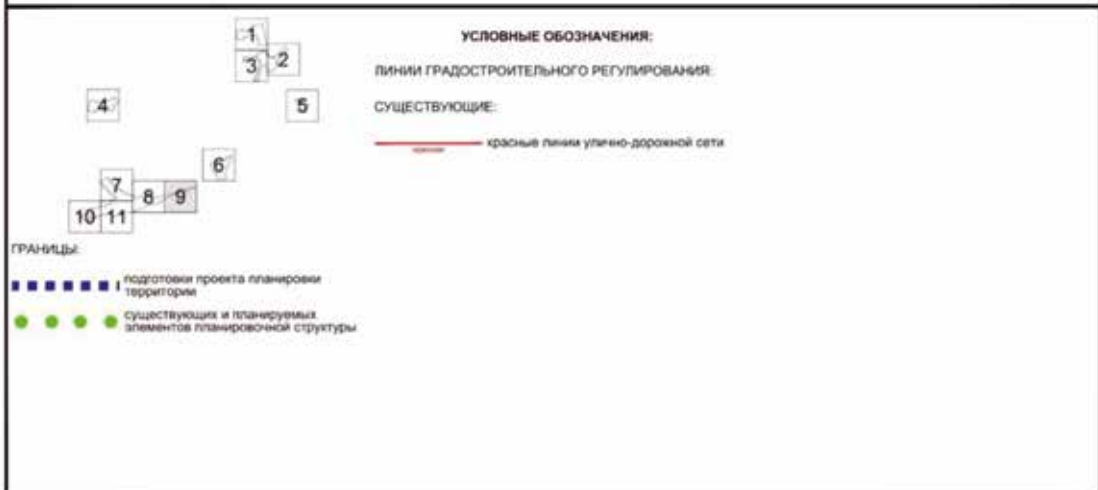 1
2
3
УСЛОВНЫЕ ОБОЗНАЧЕНИЯ:
ЛИНИИ ГРАДОСТРОИТЕЛЬНОГО РЕГУЛИРОВАНИЯ:
4
5
СУЩЕСТВУЮЩИЕ:
красные линии улично-дорожной сети
6
7
8
9
10
11
ГРАНИЦЫ:
подготовки проекта планировки
территории
существующих и планируемых
элементов планировочной структуры